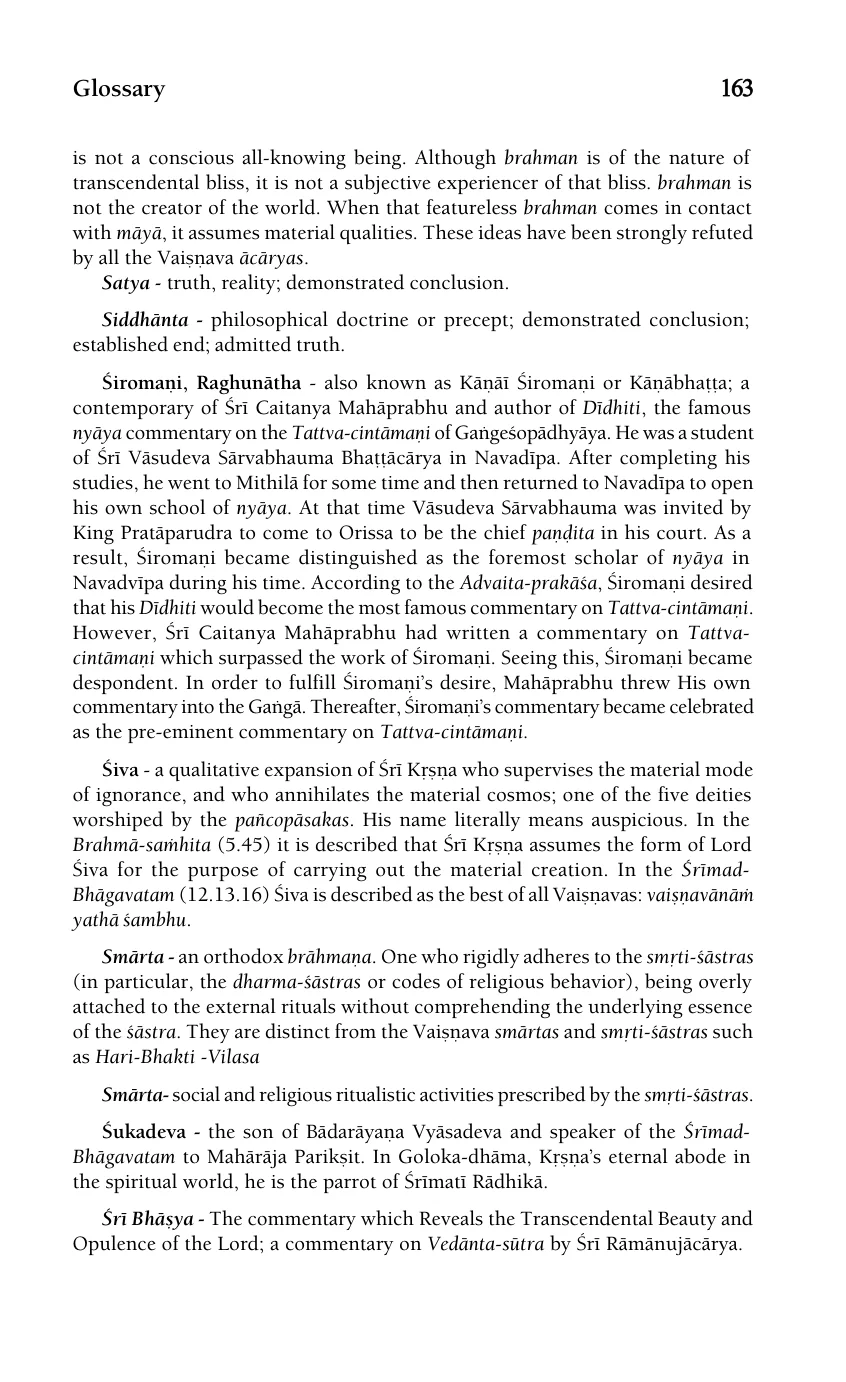 Glossary 163
is not a conscious all-knowing being. Although brahman is of the nature of
transcendental bliss, it is not a subjective experiencer of that bliss. brahman is
not the creator of the world. When that featureless brahman comes in contact
with māyā, it assumes material qualities. These ideas have been strongly refuted
by all the Vaiṣṇava ācāryas.
Satya - truth, reality; demonstrated conclusion.
Siddhānta - philosophical doctrine or precept; demonstrated conclusion;
established end; admitted truth.
Śiromaṇi, Raghunātha - also known as Kāṇāī Śiromaṇi or Kāṇābhaṭṭa; a
contemporary of Śrī Caitanya Mahāprabhu and author of Dīdhiti, the famous
nyāya commentary on the Tattva-cintāmaṇi of Gaṅgeśopādhyāya. He was a student
of Śrī Vāsudeva Sārvabhauma Bhaṭṭācārya in Navadīpa. After completing his
studies, he went to Mithilā for some time and then returned to Navadīpa to open
his own school of nyāya. At that time Vāsudeva Sārvabhauma was invited by
King Pratāparudra to come to Orissa to be the chief paṇḍita in his court. As a
result, Śiromaṇi became distinguished as the foremost scholar of nyāya in
Navadvīpa during his time. According to the Advaita-prakāśa, Śiromaṇi desired
that his Dīdhiti would become the most famous commentary on Tattva-cintāmaṇi.
However, Śrī Caitanya Mahāprabhu had written a commentary on Tattva-
cintāmaṇi which surpassed the work of Śiromaṇi. Seeing this, Śiromaṇi became
despondent. In order to fulfill Śiromaṇi's desire, Mahāprabhu threw His own
commentary into the Gaṅgā. Thereafter, Śiromaṇi's commentary became celebrated
as the pre-eminent commentary on Tattva-cintāmaṇi.
Śiva - a qualitative expansion of Śrī Kṛṣṇa who supervises the material mode
of ignorance, and who annihilates the material cosmos; one of the five deities
worshiped by the pañcopāsakas. His name literally means auspicious. In the
Brahmā-saṁhita (5.45) it is described that Śrī Kṛṣṇa assumes the form of Lord
Śiva for the purpose of carrying out the material creation. In the Śrīmad-
Bhāgavatam (12.13.16) Śiva is described as the best of all Vaiṣṇavas: vaiṣṇavānāṁ
yathā śambhu.
Smārta - an orthodox brāhmaṇa. One who rigidly adheres to the smṛti-śāstras
(in particular, the dharma-śāstras or codes of religious behavior), being overly
attached to the external rituals without comprehending the underlying essence
of the śāstra. They are distinct from the Vaiṣṇava smārtas and smṛti-śāstras such
as Hari-Bhakti -Vilasa
Smārta- social and religious ritualistic activities prescribed by the smṛti-śāstras.
Śukadeva - the son of Bādarāyaṇa Vyāsadeva and speaker of the Śrīmad-
Bhāgavatam to Mahārāja Parikṣit. In Goloka-dhāma, Kṛṣṇa's eternal abode in
the spiritual world, he is the parrot of Śrīmatī Rādhikā.
Śrī Bhāṣya - The commentary which Reveals the Transcendental Beauty and
Opulence of the Lord; a commentary on Vedānta-sūtra by Śrī Rāmānujācārya.